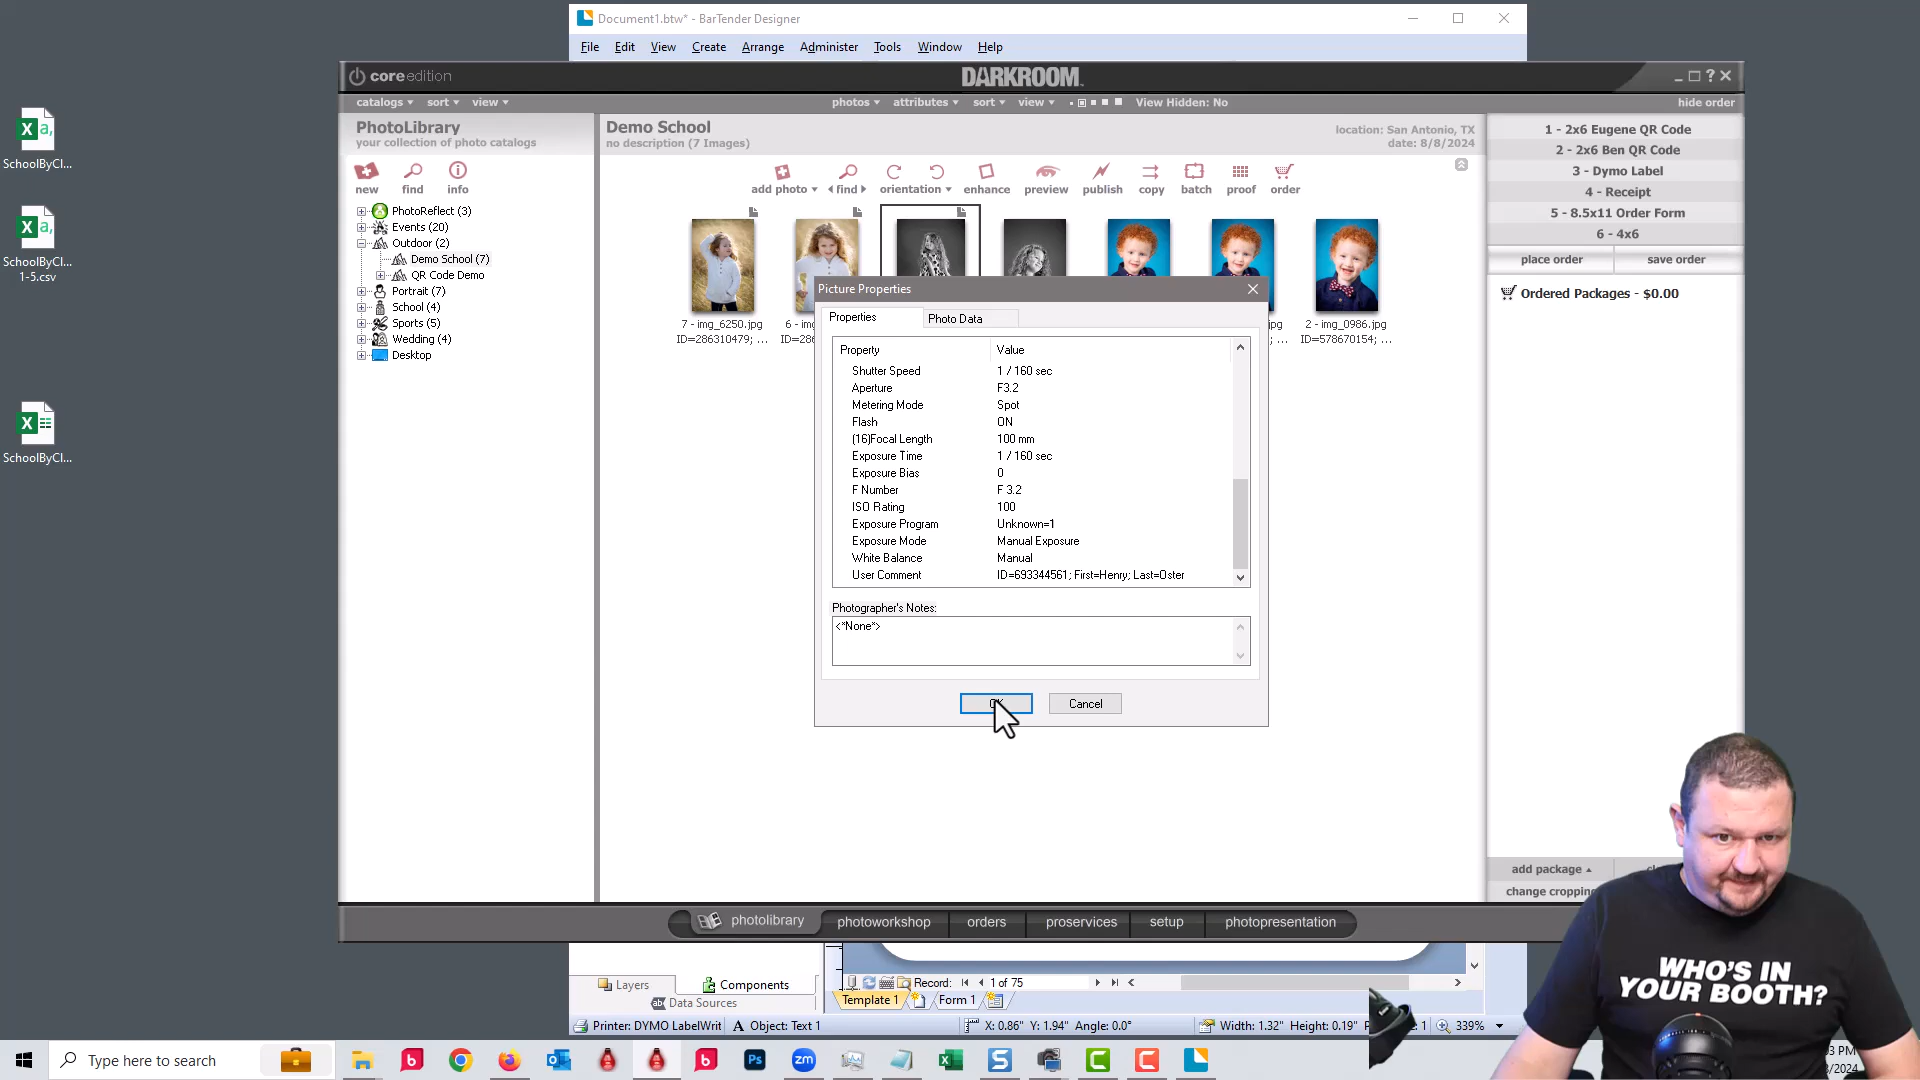 Document1.btw* - BarTender Designer
File Edit View Create Arrange Administer Tools Window Help
coreedition
DARKROOM
catalogs sort view
photos attributes sort view View Hidden: No
hide order
PhotoLibrary
your collection of photo catalogs
new find info
PhotoReflect (3)
Events (20)
Outdoor (2)
Demo School (7)
QR Code Demo
Portrait (7)
School (4)
Sports (5)
Wedding (4)
Desktop
Demo School
no description (7 Images)
location: San Antonio, TX
date: 8/8/2024
add photo find orientation enhance preview publish copy batch proof order
7 - img_6250.jpg
ID=286310479; ...
6 - img
ID=286
jpg
; ...
2 - img_0986.jpg
ID=578670154; ...
Picture Properties
Properties Photo Data
Property Value
Shutter Speed 1 / 160 sec
Aperture F3.2
Metering Mode Spot
Flash ON
(16)Focal Length 100 mm
Exposure Time 1 / 160 sec
Exposure Bias 0
F Number F 3.2
ISO Rating 100
Exposure Program Unknown=1
Exposure Mode Manual Exposure
White Balance Manual
User Comment ID=693344561; First=Henry; Last=Oster
Photographer's Notes:
<*None*>
OK Cancel
1 - 2x6 Eugene QR Code
2 - 2x6 Ben QR Code
3 - Dymo Label
4 - Receipt
5 - 8.5x11 Order Form
6 - 4x6
place order save order
Ordered Packages - $0.00
add package
change cropping
photolibrary photoworkshop orders proservices setup photopresentation
SchoolByCl...
SchoolByCl...
1-5.csv
SchoolByCl...
Layers Components
Data Sources
Record: 1 of 75
Template 1 Form 1
Printer: DYMO LabelWrit Object: Text 1 X: 0.86" Y: 1.94" Angle: 0.0° Width: 1.32" Height: 0.19" 339%
WHO'S IN
YOUR BOOTH?
Type here to search